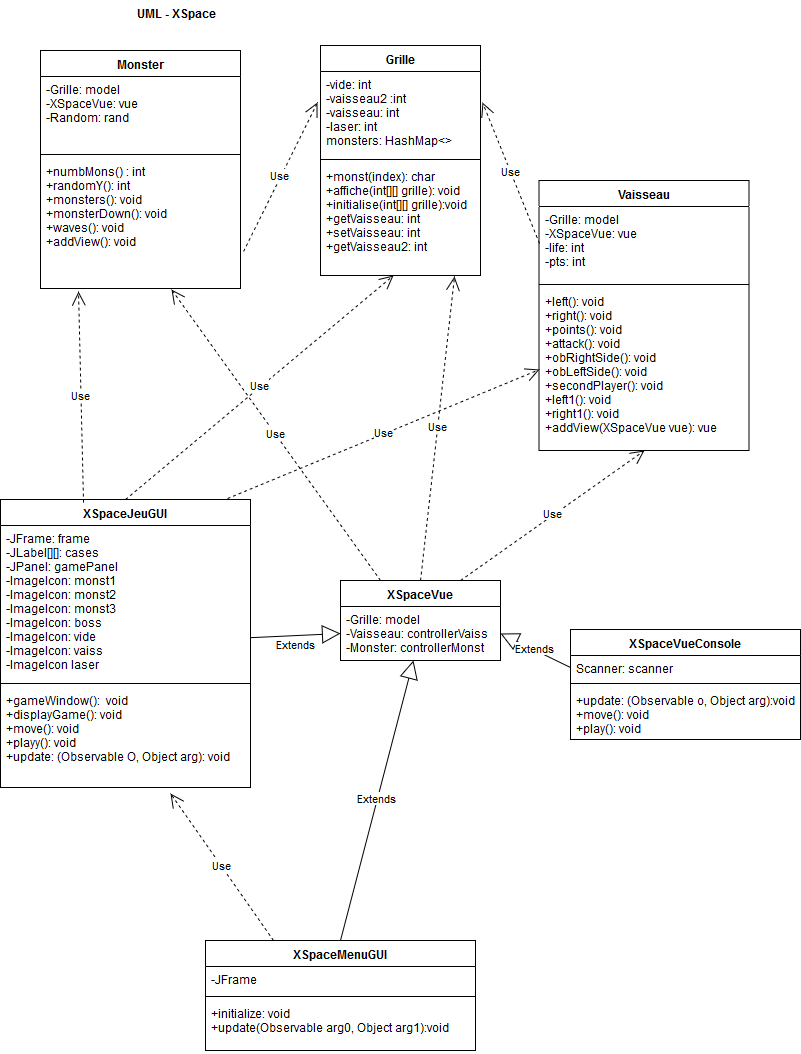 UML - XSpace
Monster
-Grille: model
-XSpaceVue: vue
-Random: rand
+numbMons() : int
+randomY(): int
+monsters(): void
+monsterDown(): void
+waves(): void
+addView(): void
Grille
-vide: int
-vaisseau2 :int
-vaisseau: int
-laser: int
monsters: HashMap<>
+monst(index): char
+affiche(int[][] grille): void
+initialise(int[][] grille):void
+getVaisseau: int
+setVaisseau: int
+getVaisseau2: int
Vaisseau
-Grille: model
-XSpaceVue: vue
-life: int
-pts: int
+left(): void
+right(): void
+points(): void
+attack(): void
+obRightSide(): void
+obLeftSide(): void
+secondPlayer(): void
+left1(): void
+right1(): void
+addView(XSpaceVue vue): vue
Use
Use
Use
Use
Use
Use
Use
Use
XSpaceJeuGUI
-JFrame: frame
-JLabel[][]: cases
-JPanel: gamePanel
-ImageIcon: monst1
-ImageIcon: monst2
-ImageIcon: monst3
-ImageIcon: boss
-ImageIcon: vide
-ImageIcon: vaiss
-ImageIcon laser
+gameWindow():  void
+displayGame(): void
+move(): void
+playy(): void
+update: (Observable O, Object arg): void
Extends
XSpaceVue
-Grille: model
-Vaisseau: controllerVaiss
-Monster: controllerMonst
Extends
XSpaceVueConsole
Scanner: scanner
+update: (Observable o, Object arg):void
+move(): void
+play(): void
Extends
Use
XSpaceMenuGUI
-JFrame
+initialize: void
+update(Observable arg0, Object arg1):void